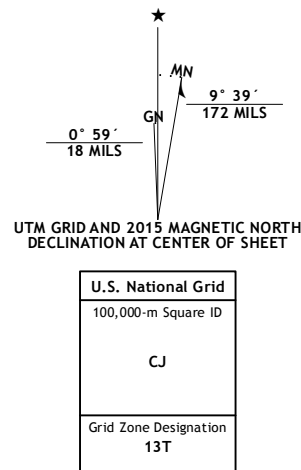 ★
MN
GN
9° 39´
172 MILS
0° 59´
18 MILS
UTM GRID AND 2015 MAGNETIC NORTH
DECLINATION AT CENTER OF SHEET
U.S. National Grid
100,000-m Square ID
CJ
Grid Zone Designation
13T